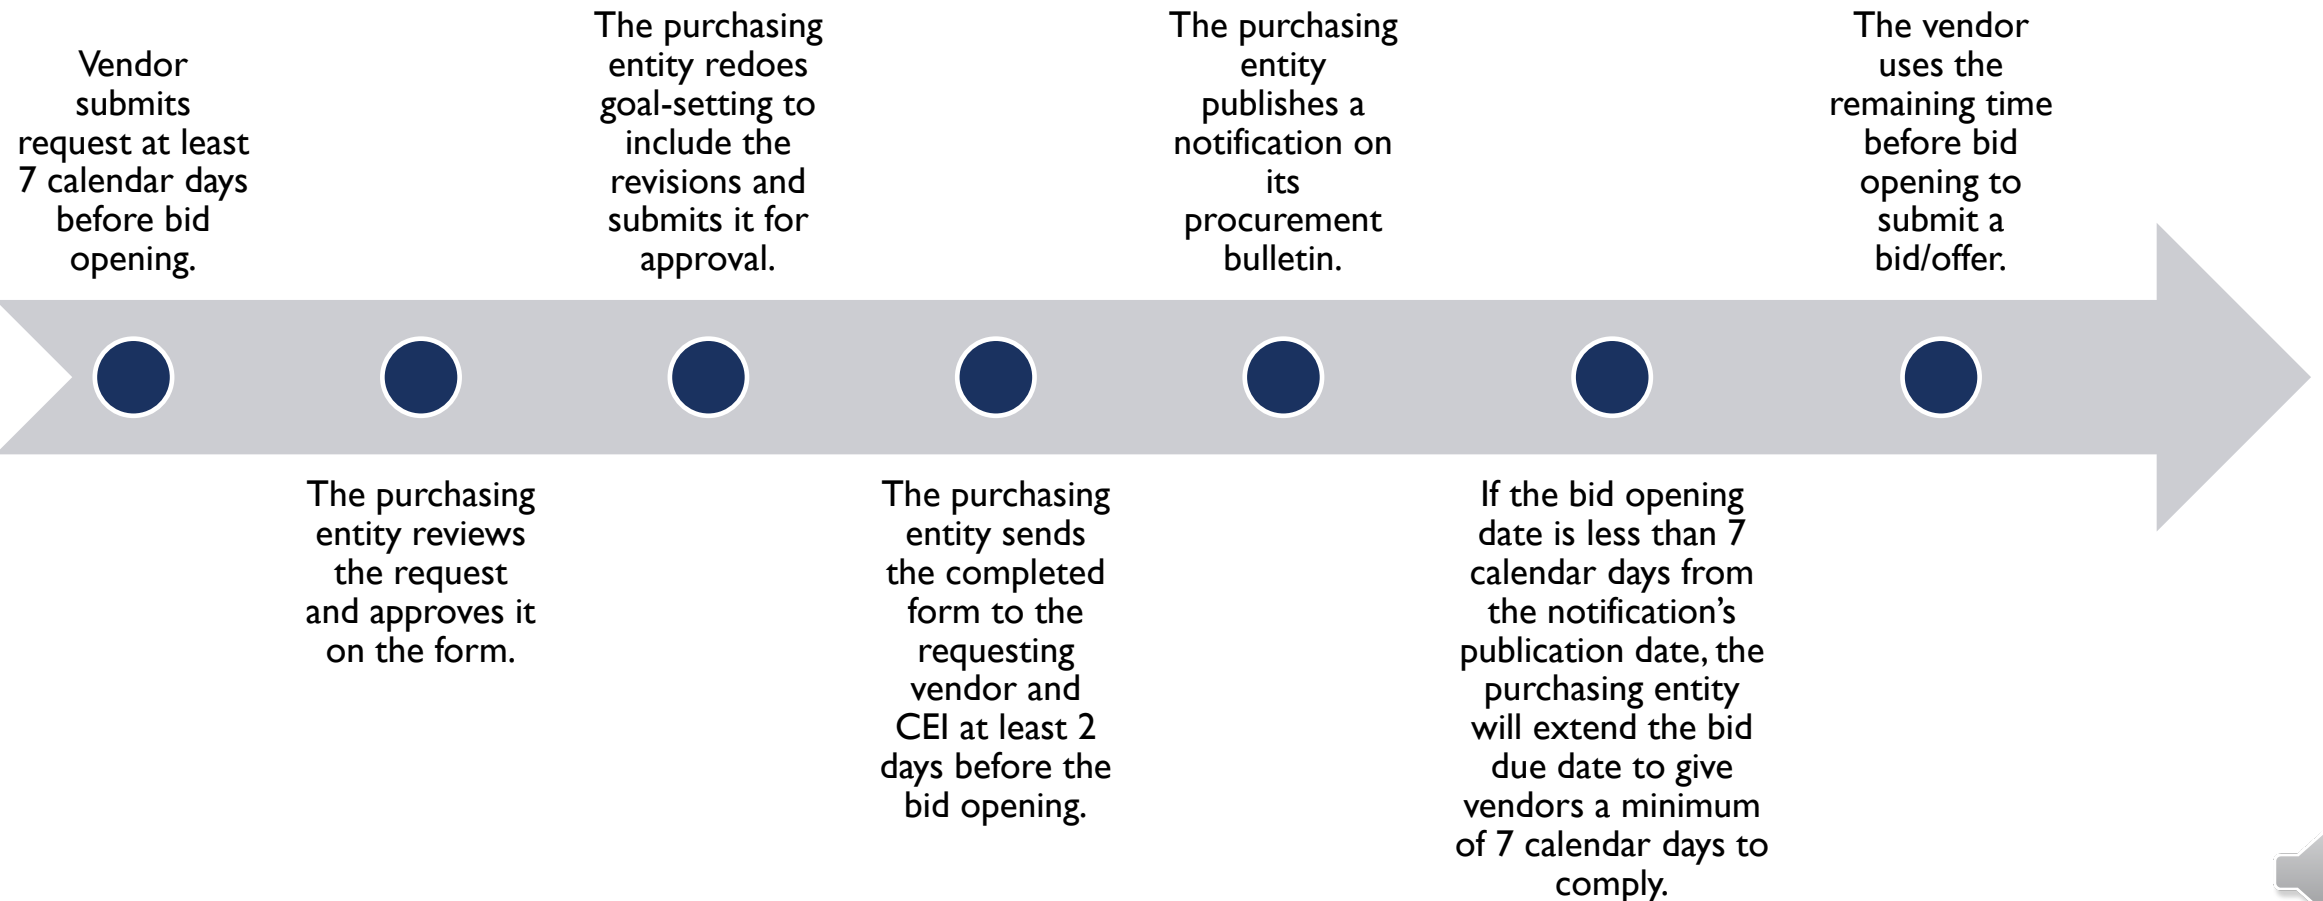 Vendor
submits
request at least
7 calendar days
before bid
opening.
The purchasing
entity reviews
the request
and approves it
on the form.
The purchasing
entity redoes
goal-setting to
include the
revisions and
submits it for
approval.
The purchasing
entity sends
the completed
form to the
requesting
vendor and
CEI at least 2
days before the
bid opening.
The purchasing
entity
publishes a
notification on
its
procurement
bulletin.
If the bid opening
date is less than 7
calendar days from
the notification’s
publication date, the
purchasing entity
will extend the bid
due date to give
vendors a minimum
of 7 calendar days to
comply.
The vendor
uses the
remaining time
before bid
opening to
submit a
bid/offer.